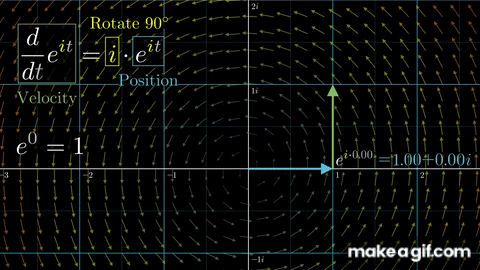 Rotate 90°
d/dt e^{it} = i · e^{it}
Velocity
Position
e^0 = 1
e^{i·0.00} = 1.00+0.00i
2i
1i
−3 −2 −1 1 2
−1i
makeagif.com